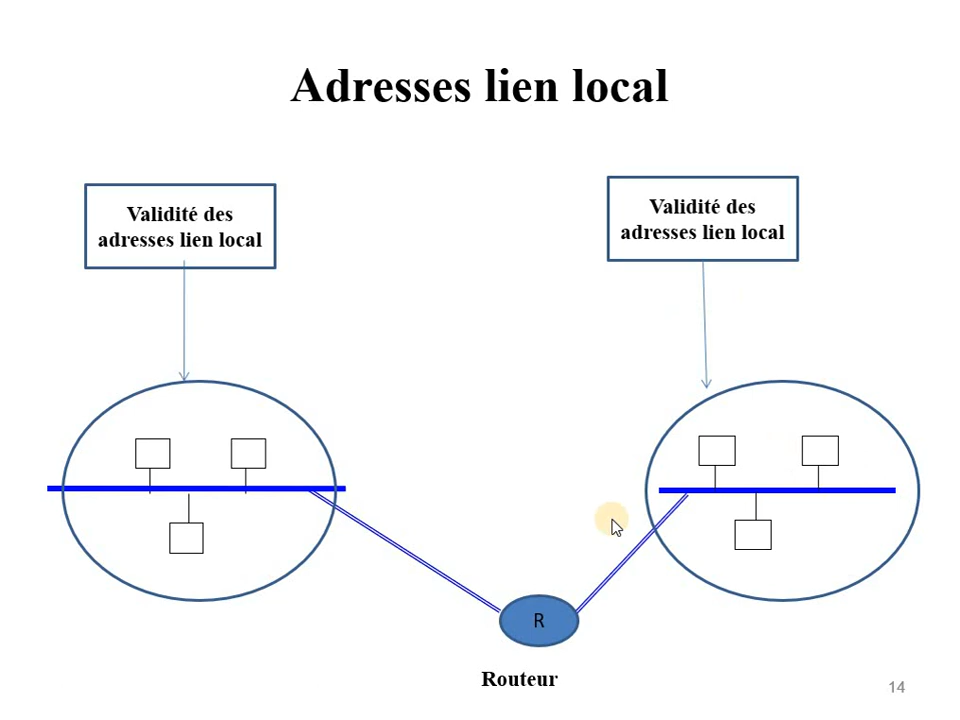 Adresses lien local
Validité des
adresses lien local
Validité des
adresses lien local
R
Routeur
14